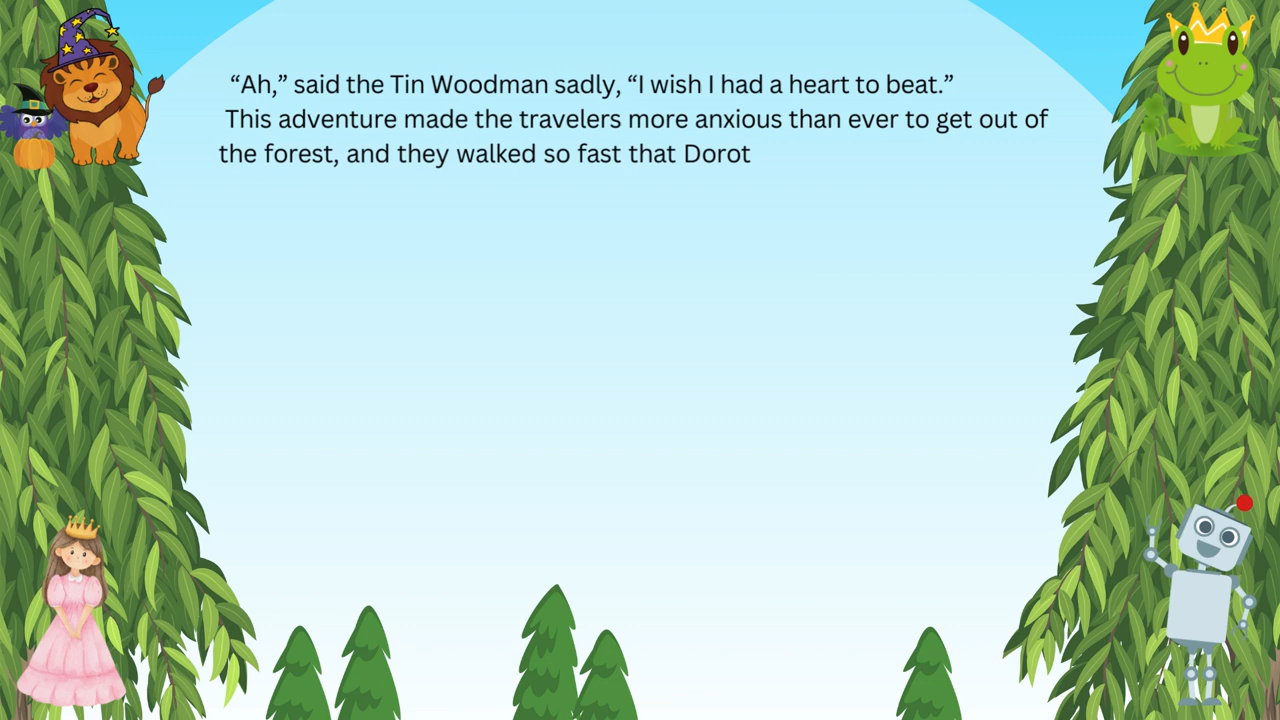 “Ah,” said the Tin Woodman sadly, “I wish I had a heart to beat.”
This adventure made the travelers more anxious than ever to get out of
the forest, and they walked so fast that Dorot